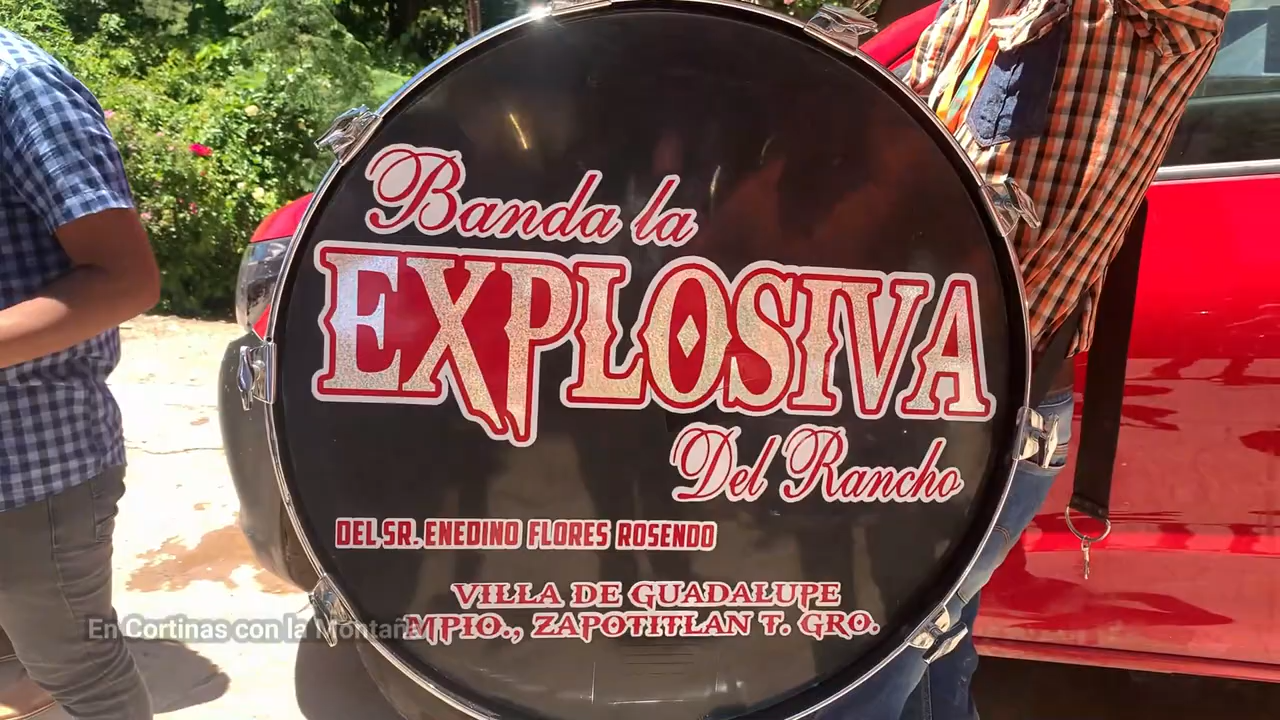 Banda la
EXPLOSIVA
Del Rancho
DEL SR. ENEDINO FLORES ROSENDO
VILLA DE GUADALUPE
MPIO., ZAPOTITLAN T. GRO.
En Cortinas con la Montaña